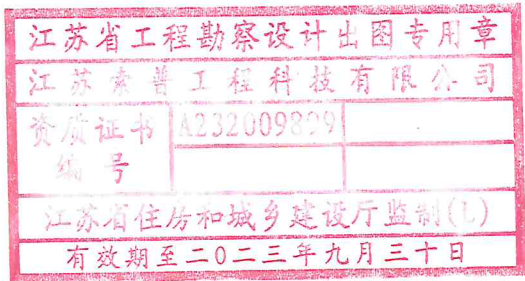 江苏省工程勘察设计出图专用章
江苏索普工程科技有限公司
资质证书
编号
A232009899
江苏省住房和城乡建设厅监制(L)
有效期至二〇二三年九月三十日